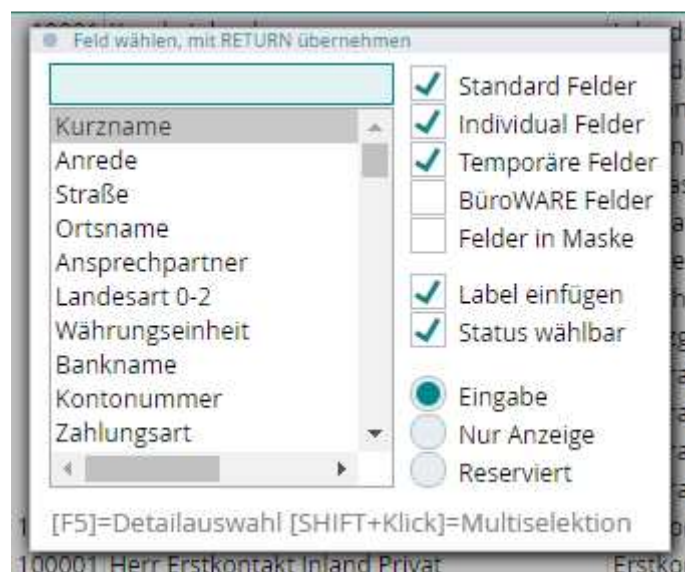 Feld wählen, mit RETURN übernehmen
Kurzname
Anrede
Straße
Ortsname
Ansprechpartner
Landesart 0-2
Währungseinheit
Bankname
Kontonummer
Zahlungsart
Standard Felder
Individual Felder
Temporäre Felder
BüroWARE Felder
Felder in Maske
Label einfügen
Status wählbar
Eingabe
Nur Anzeige
Reserviert
[F5]=Detailauswahl [SHIFT+Klick]=Multiselektion
100001 Herr Erstkontakt Inland Privat